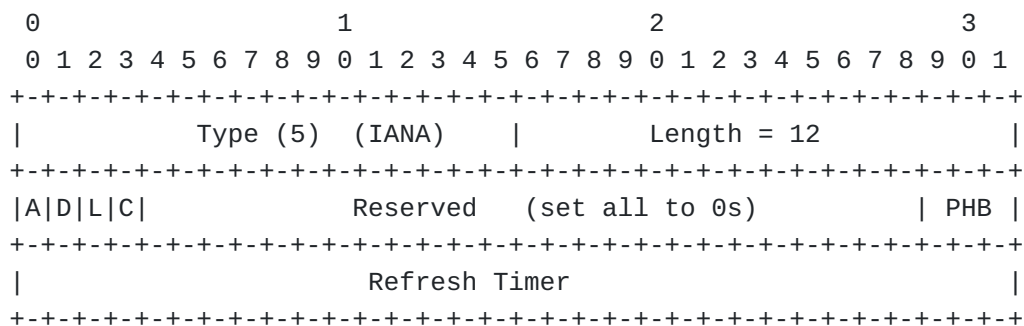 0                   1                   2                   3
 0 1 2 3 4 5 6 7 8 9 0 1 2 3 4 5 6 7 8 9 0 1 2 3 4 5 6 7 8 9 0 1
+-+-+-+-+-+-+-+-+-+-+-+-+-+-+-+-+-+-+-+-+-+-+-+-+-+-+-+-+-+-+-+-+
|           Type (5)  (IANA)    |        Length = 12            |
+-+-+-+-+-+-+-+-+-+-+-+-+-+-+-+-+-+-+-+-+-+-+-+-+-+-+-+-+-+-+-+-+
|A|D|L|C|             Reserved   (set all to 0s)          | PHB |
+-+-+-+-+-+-+-+-+-+-+-+-+-+-+-+-+-+-+-+-+-+-+-+-+-+-+-+-+-+-+-+-+
|                      Refresh Timer                            |
+-+-+-+-+-+-+-+-+-+-+-+-+-+-+-+-+-+-+-+-+-+-+-+-+-+-+-+-+-+-+-+-+